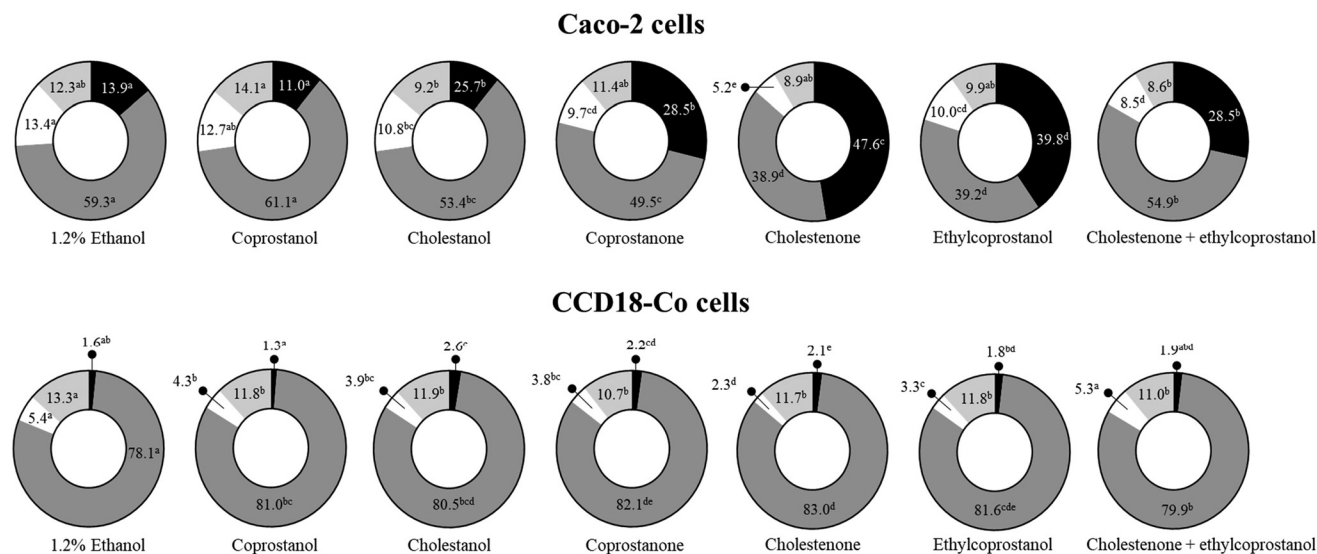 Caco-2 cells
12.3ab 13.9a 14.1a 11.0a 9.2b 25.7b 11.4ab 28.5b 5.2e 8.9ab 47.6c 9.9ab 39.8d 8.6b 28.5b
13.4a 12.7ab 10.8bc 9.7cd 38.9d 10.0cd 39.2d 8.5d
59.3a 61.1a 53.4bc 49.5c 54.9b
1.2% Ethanol Coprostanol Cholestanol Coprostanone Cholestenone Ethylcoprostanol Cholestenone + ethylcoprostanol
CCD18-Co cells
1.6ab 1.3a 2.6c 2.2cd 2.1e 1.8bd 1.9abd
13.3a 4.3b 11.8b 3.9bc 11.9b 3.8bc 10.7b 2.3d 11.7b 3.3c 11.8b 5.3a 11.0b
5.4a
78.1a 81.0bc 80.5bcd 82.1de 83.0d 81.6cde 79.9b
1.2% Ethanol Coprostanol Cholestanol Coprostanone Cholestenone Ethylcoprostanol Cholestenone + ethylcoprostanol